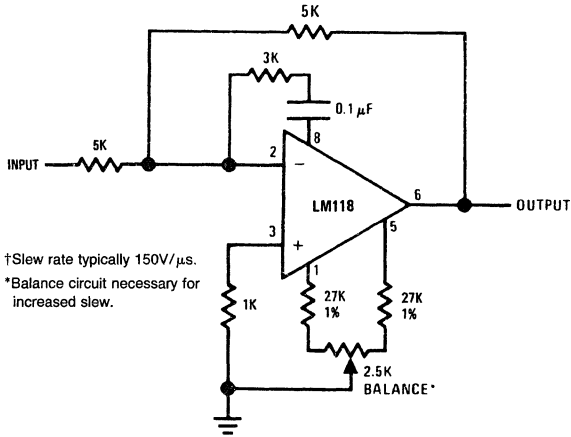 5K
3K
0.1 μF
8
5K
INPUT
2
−
LM118
6
OUTPUT
5
3
+
†Slew rate typically 150V/μs.
*Balance circuit necessary for
increased slew.
1
1K
27K
1%
27K
1%
2.5K
BALANCE*